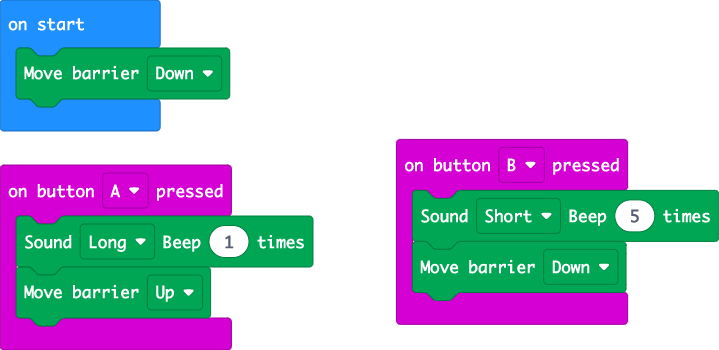 on start
Move barrier Down
on button A pressed
Sound Long Beep 1 times
Move barrier Up
on button B pressed
Sound Short Beep 5 times
Move barrier Down